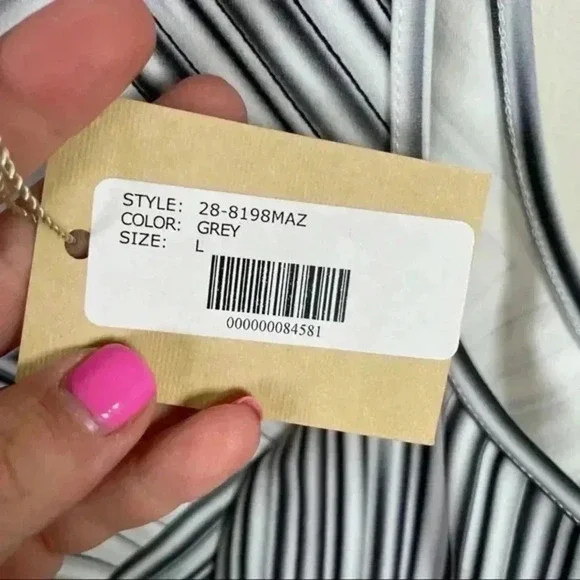 STYLE: 28-8198MAZ
COLOR: GREY
SIZE: L
000000084581